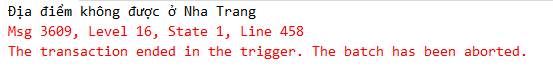 Địa điểm không được ở Nha Trang
Msg 3609, Level 16, State 1, Line 458
The transaction ended in the trigger. The batch has been aborted.